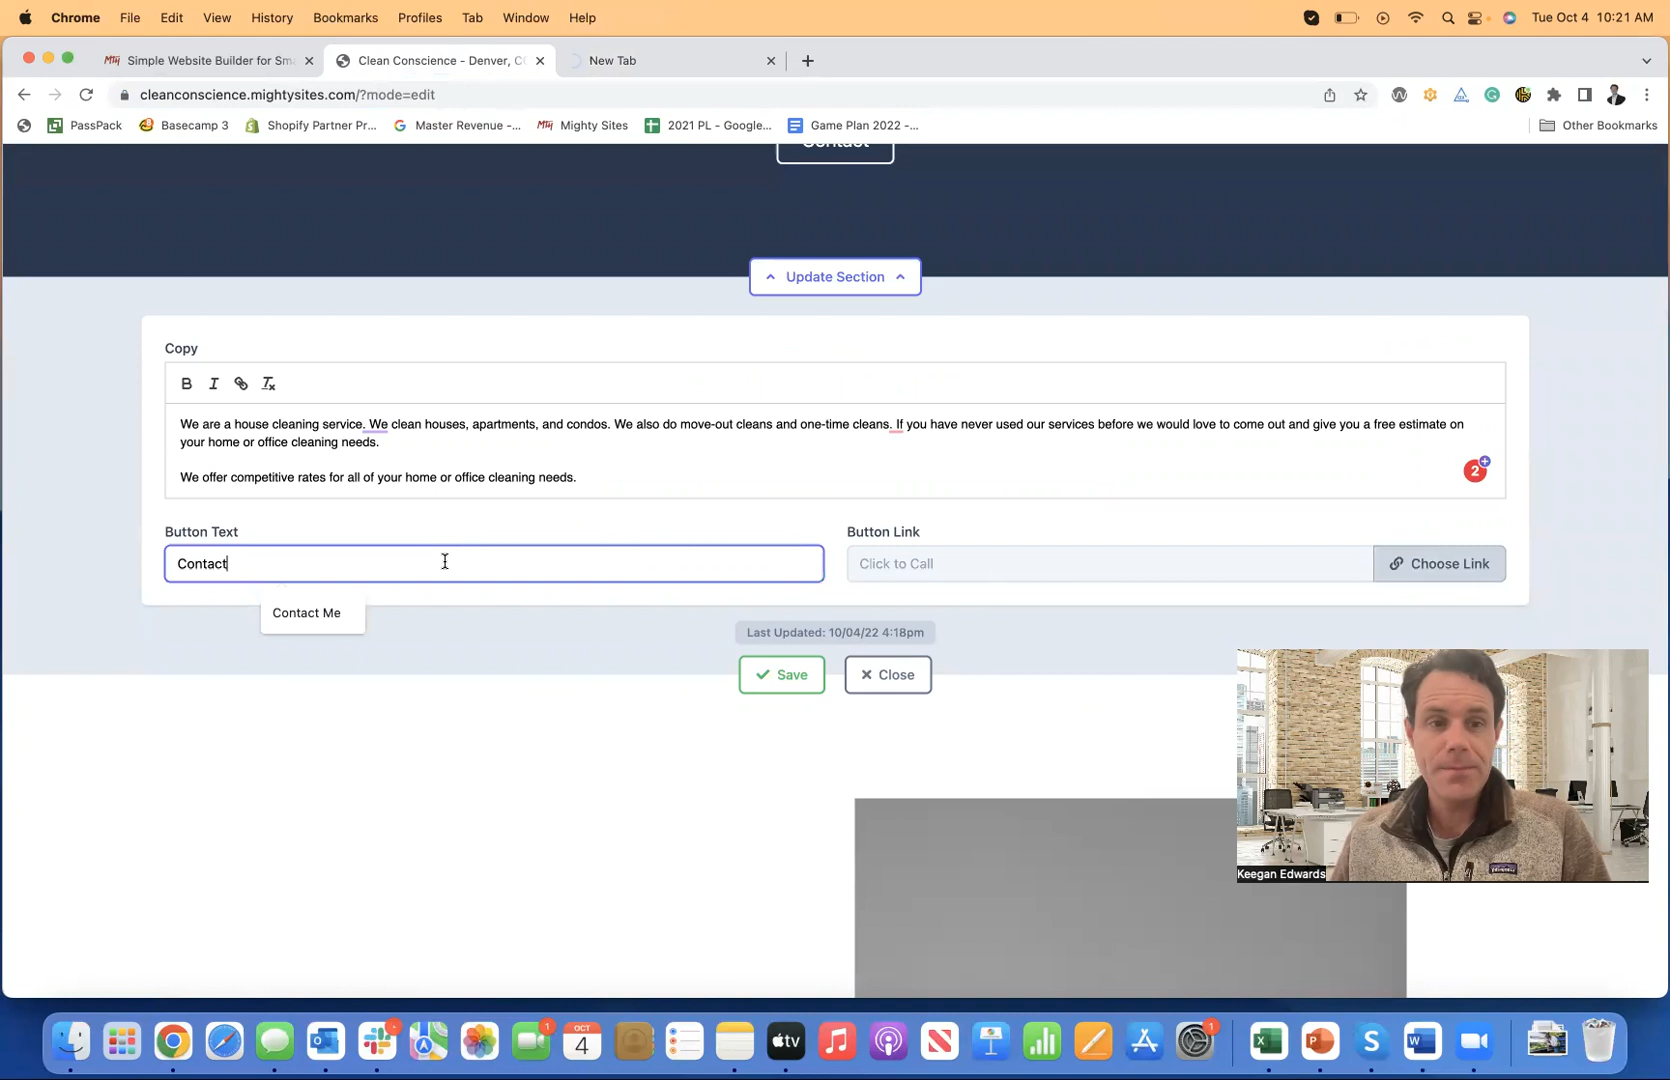 Chrome File Edit View History Bookmarks Profiles Tab Window Help Tue Oct 4 10:21 AM
Simple Website Builder for Sma Clean Conscience - Denver, CO New Tab
cleanconscience.mightysites.com/?mode=edit
PassPack Basecamp 3 Shopify Partner Pr... Master Revenue -... Mighty Sites 2021 PL - Google... Game Plan 2022 -... Other Bookmarks
Contact
Update Section
Copy
B I
We are a house cleaning service. We clean houses, apartments, and condos. We also do move-out cleans and one-time cleans. If you have never used our services before we would love to come out and give you a free estimate on
your home or office cleaning needs.
We offer competitive rates for all of your home or office cleaning needs.
2
Button Text Button Link
Contact Click to Call Choose Link
Contact Me
Last Updated: 10/04/22 4:18pm
Save Close
Keegan Edwards
1 OCT 4 tv 1